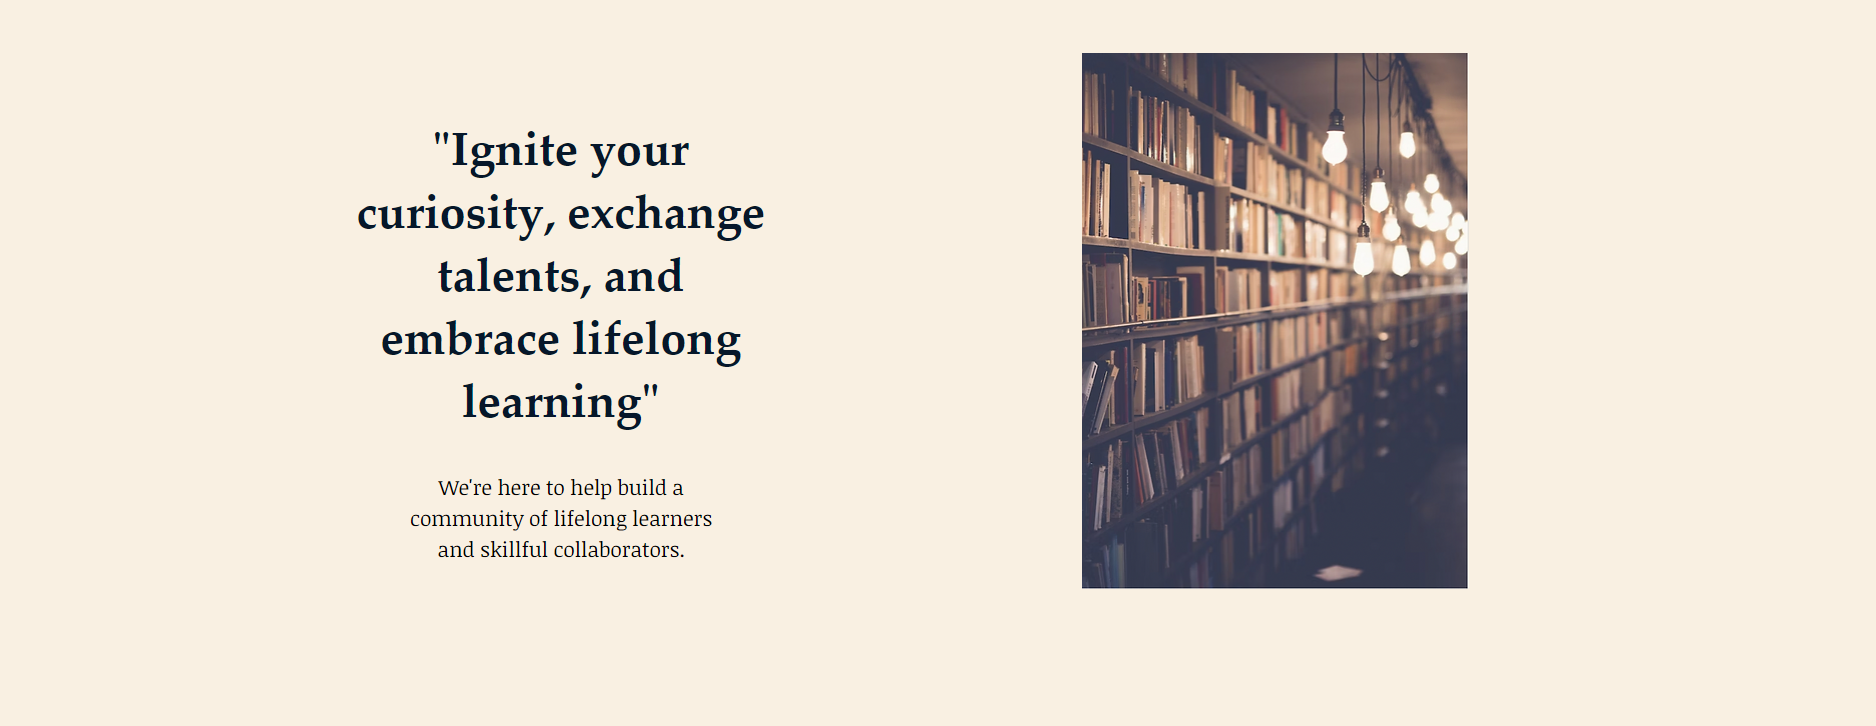 "Ignite your
curiosity, exchange
talents, and
embrace lifelong
learning"
We're here to help build a
community of lifelong learners
and skillful collaborators.